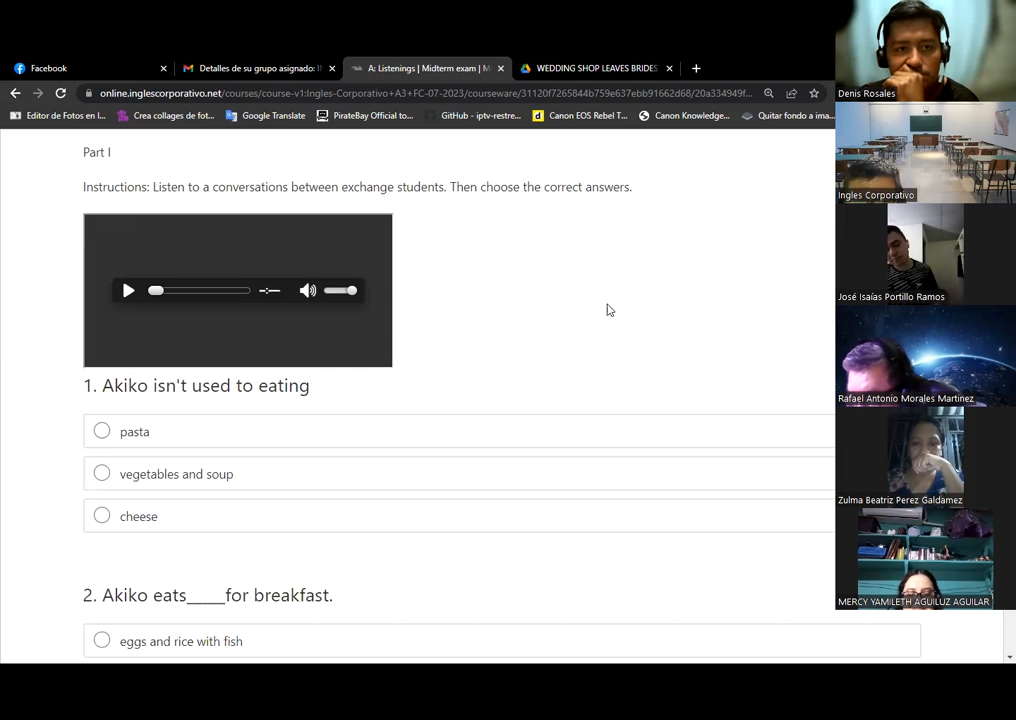 Facebook
Detalles de su grupo asignado: I
A: Listenings | Midterm exam | M
WEDDING SHOP LEAVES BRIDES
online.inglescorporativo.net/courses/course-v1:Ingles-Corporativo+A3+FC-07-2023/courseware/31120f7265844b759e637ebb91662d68/20a334949f...
Editor de Fotos en l...
Crea collages de fot...
Google Translate
PirateBay Official to...
GitHub - iptv-restre...
Canon EOS Rebel T...
Canon Knowledge...
Quitar fondo a ima...
Part I
Instructions: Listen to a conversations between exchange students. Then choose the correct answers.
1. Akiko isn't used to eating
pasta
vegetables and soup
cheese
2. Akiko eats_____for breakfast.
eggs and rice with fish
Denis Rosales
Ingles Corporativo
José Isaías Portillo Ramos
Rafael Antonio Morales Martinez
Zulma Beatriz Perez Galdamez
MERCY YAMILETH AGUILUZ AGUILAR